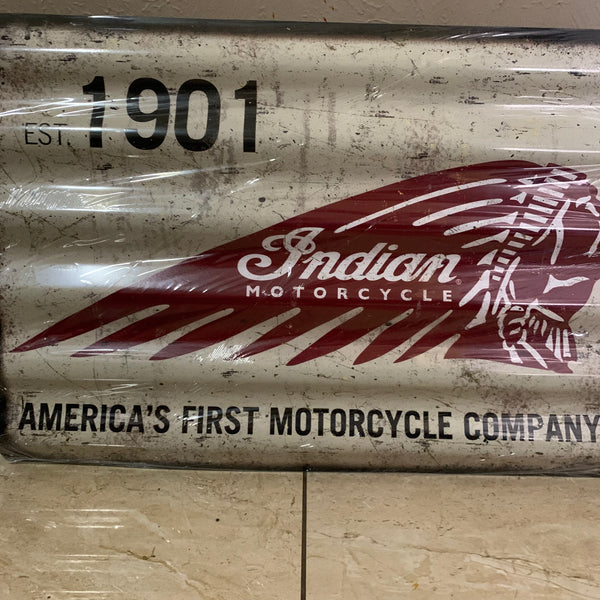 EST. 1901
Indian
MOTORCYCLE
AMERICA'S FIRST MOTORCYCLE COMPANY